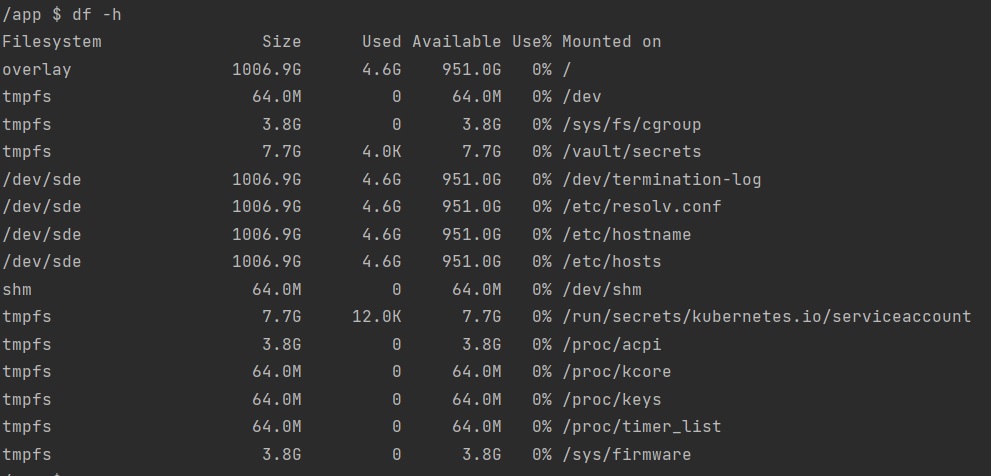 /app $ df -h
Filesystem                Size      Used Available Use% Mounted on
overlay                1006.9G      4.6G    951.0G   0% /
tmpfs                    64.0M         0     64.0M   0% /dev
tmpfs                     3.8G         0      3.8G   0% /sys/fs/cgroup
tmpfs                     7.7G      4.0K      7.7G   0% /vault/secrets
/dev/sde               1006.9G      4.6G    951.0G   0% /dev/termination-log
/dev/sde               1006.9G      4.6G    951.0G   0% /etc/resolv.conf
/dev/sde               1006.9G      4.6G    951.0G   0% /etc/hostname
/dev/sde               1006.9G      4.6G    951.0G   0% /etc/hosts
shm                      64.0M         0     64.0M   0% /dev/shm
tmpfs                     7.7G     12.0K      7.7G   0% /run/secrets/kubernetes.io/serviceaccount
tmpfs                     3.8G         0      3.8G   0% /proc/acpi
tmpfs                    64.0M         0     64.0M   0% /proc/kcore
tmpfs                    64.0M         0     64.0M   0% /proc/keys
tmpfs                    64.0M         0     64.0M   0% /proc/timer_list
tmpfs                     3.8G         0      3.8G   0% /sys/firmware